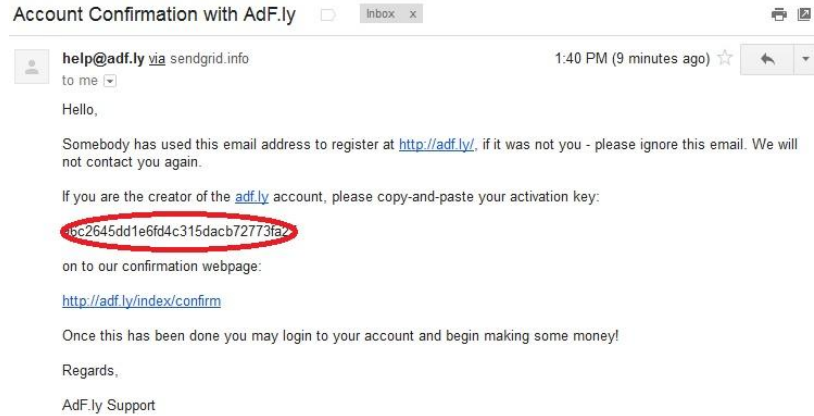 Account Confirmation with AdF.ly
Inbox x
help@adf.ly via sendgrid.info
1:40 PM (9 minutes ago)
to me
Hello,
Somebody has used this email address to register at http://adf.ly/, if it was not you - please ignore this email. We will
not contact you again.
If you are the creator of the adf.ly account, please copy-and-paste your activation key:
on to our confirmation webpage:
http://adf.ly/index/confirm
Once this has been done you may login to your account and begin making some money!
Regards,
AdF.ly Support